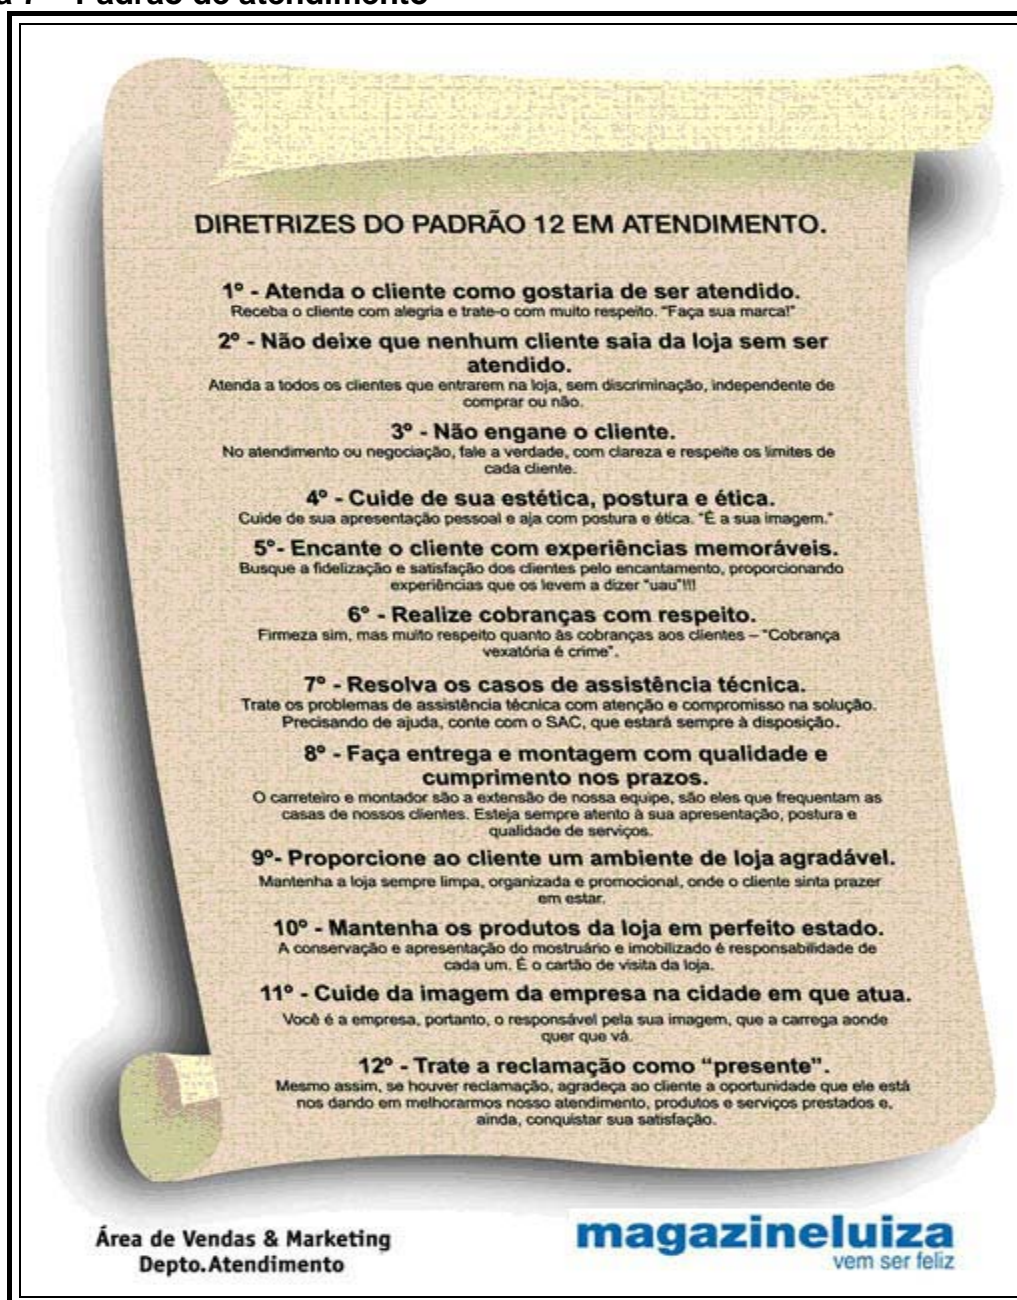 Padrão de atendimento
DIRETRIZES DO PADRÃO 12 EM ATENDIMENTO.
1º - Atenda o cliente como gostaria de ser atendido.
Receba o cliente com alegria e trate-o com muito respeito. "Faça sua marca!"
2º - Não deixe que nenhum cliente saia da loja sem ser
atendido.
Atenda a todos os clientes que entrarem na loja, sem discriminação, independente de
comprar ou não.
3º - Não engane o cliente.
No atendimento ou negociação, fale a verdade, com clareza e respeite os limites de
cada cliente.
4º - Cuide de sua estética, postura e ética.
Cuide de sua apresentação pessoal e aja com postura e ética. "É a sua imagem."
5º- Encante o cliente com experiências memoráveis.
Busque a fidelização e satisfação dos clientes pelo encantamento, proporcionando
experiências que os levem a dizer "uau"!!!
6º - Realize cobranças com respeito.
Firmeza sim, mas muito respeito quanto às cobranças aos clientes – "Cobrança
vexatória é crime".
7º - Resolva os casos de assistência técnica.
Trate os problemas de assistência técnica com atenção e compromisso na solução.
Precisando de ajuda, conte com o SAC, que estará sempre à disposição.
8º - Faça entrega e montagem com qualidade e
cumprimento nos prazos.
O carreteiro e montador são a extensão de nossa equipe, são eles que frequentam as
casas de nossos clientes. Esteja sempre atento à sua apresentação, postura e
qualidade de serviços.
9º- Proporcione ao cliente um ambiente de loja agradável.
Mantenha a loja sempre limpa, organizada e promocional, onde o cliente sinta prazer
em estar.
10º - Mantenha os produtos da loja em perfeito estado.
A conservação e apresentação do mostruário e imobilizado é responsabilidade de
cada um. É o cartão de visita da loja.
11º - Cuide da imagem da empresa na cidade em que atua.
Você é a empresa, portanto, o responsável pela sua imagem, que a carrega aonde
quer que vá.
12º - Trate a reclamação como "presente".
Mesmo assim, se houver reclamação, agradeça ao cliente a oportunidade que ele está
nos dando em melhorarmos nosso atendimento, produtos e serviços prestados e,
ainda, conquistar sua satisfação.
Área de Vendas & Marketing
Depto.Atendimento
magazineluiza
vem ser feliz